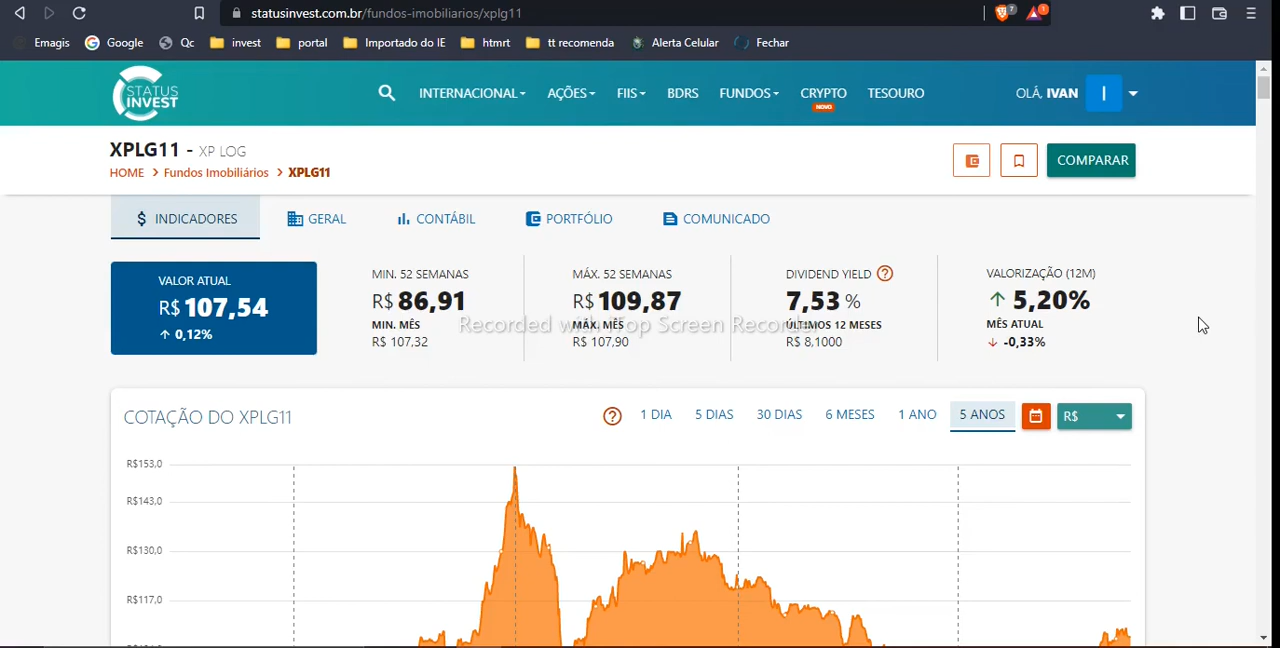 statusinvest.com.br/fundos-imobiliarios/xplg11
7
1
Emagis
Google
Qc
invest
portal
Importado do IE
htmrt
tt recomenda
Alerta Celular
Fechar
STATUS
INVEST
INTERNACIONAL
AÇÕES
FIIS
BDRS
FUNDOS
CRYPTO
NOVO
TESOURO
OLÁ, IVAN
I
XPLG11 - XP LOG
HOME > Fundos Imobiliários > XPLG11
COMPARAR
$ INDICADORES
GERAL
CONTÁBIL
PORTFÓLIO
COMUNICADO
VALOR ATUAL
R$ 107,54
↑ 0,12%
MIN. 52 SEMANAS
R$ 86,91
MIN. MÊS
R$ 107,32
MÁX. 52 SEMANAS
R$ 109,87
MÁX. MÊS
R$ 107,90
DIVIDEND YIELD ?
7,53 %
ÚLTIMOS 12 MESES
R$ 8,1000
VALORIZAÇÃO (12M)
↑ 5,20%
MÊS ATUAL
↓ -0,33%
Recorded with iTop Screen Recorder
COTAÇÃO DO XPLG11
?
1 DIA
5 DIAS
30 DIAS
6 MESES
1 ANO
5 ANOS
R$
R$153,0
R$143,0
R$130,0
R$117,0